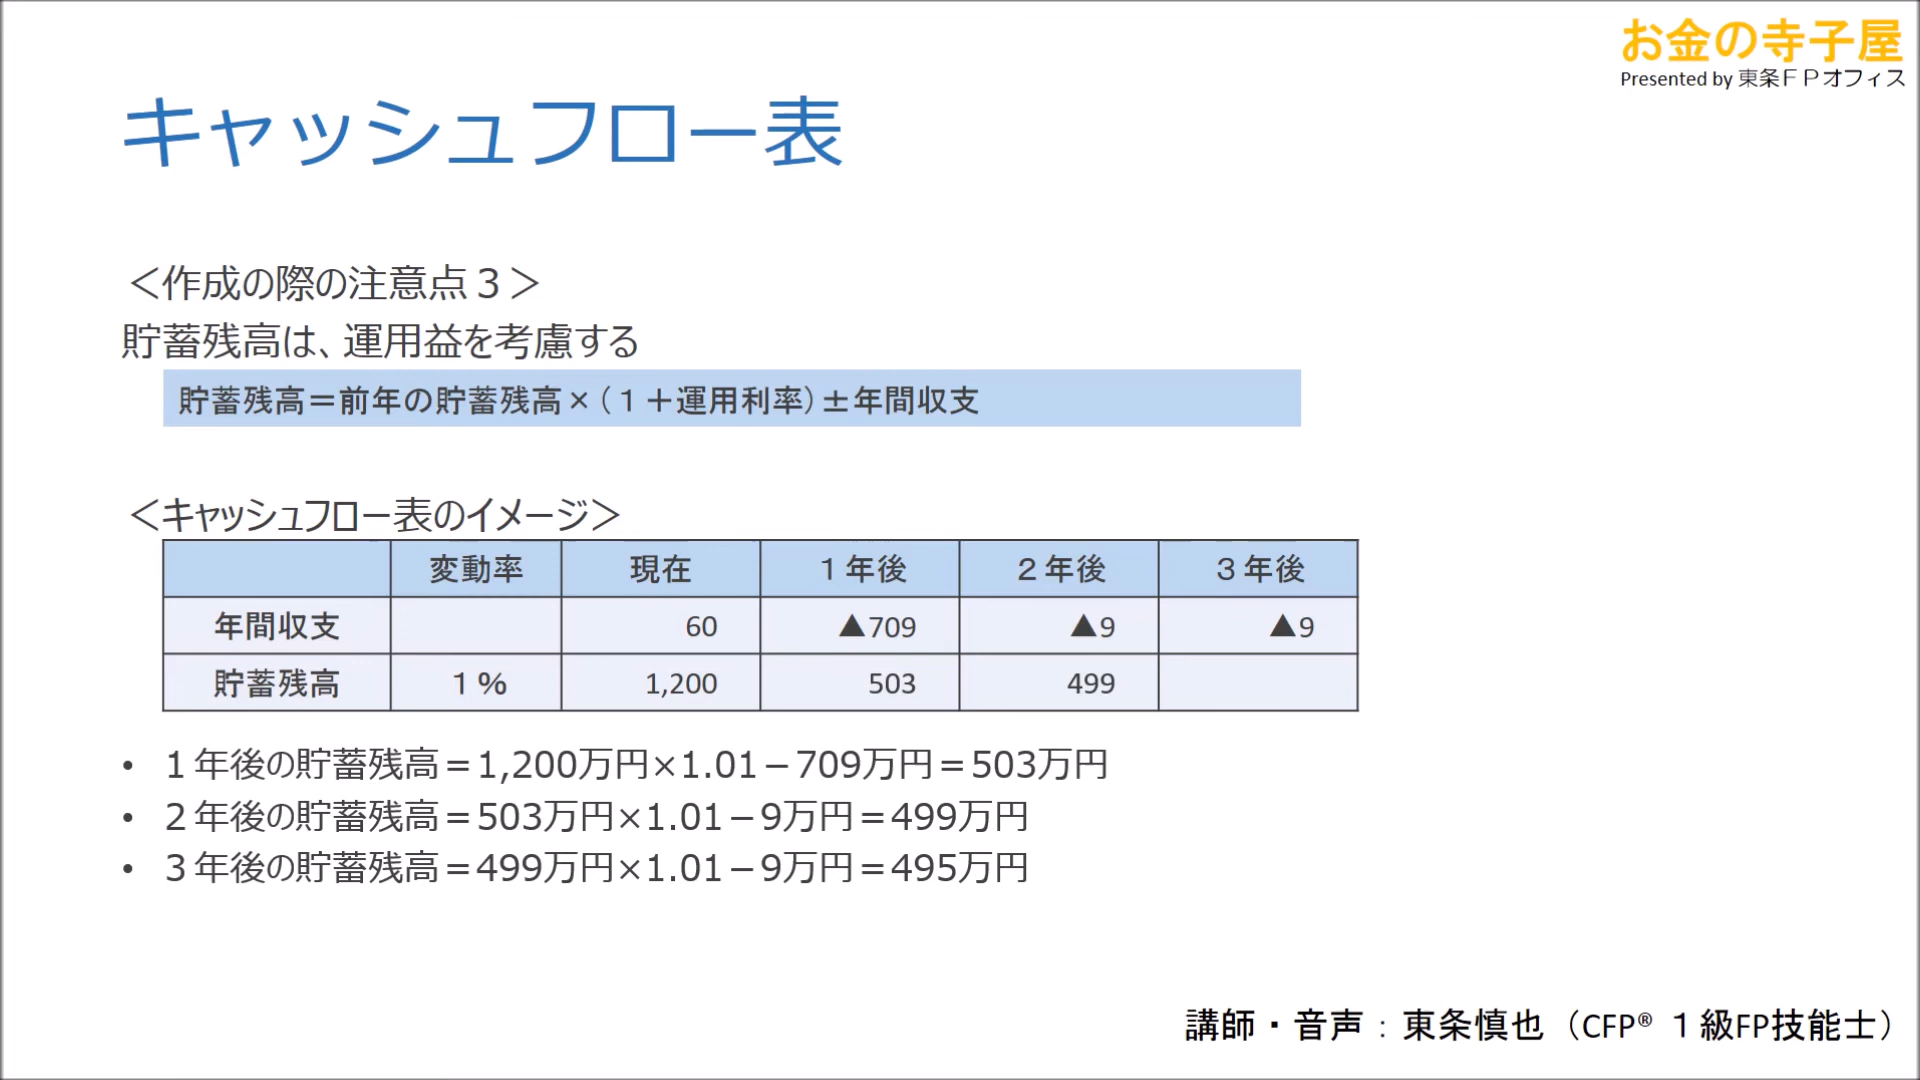 お金の寺子屋
Presented by 東条ＦＰオフィス
キャッシュフロー表
＜作成の際の注意点３＞
貯蓄残高は、運用益を考慮する
貯蓄残高＝前年の貯蓄残高×（１＋運用利率）±年間収支
＜キャッシュフロー表のイメージ＞
変動率 現在 １年後 ２年後 ３年後
年間収支 60 ▲709 ▲9 ▲9
貯蓄残高 １% 1,200 503 499
• １年後の貯蓄残高＝1,200万円×1.01－709万円＝503万円
• ２年後の貯蓄残高＝503万円×1.01－9万円＝499万円
• ３年後の貯蓄残高＝499万円×1.01－9万円＝495万円
講師・音声：東条慎也（CFP® １級FP技能士）